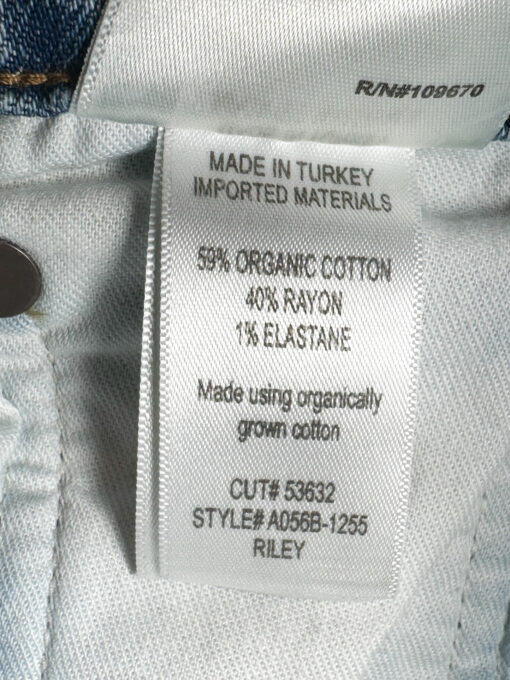 R/N#109670
MADE IN TURKEY
IMPORTED MATERIALS
59% ORGANIC COTTON
40% RAYON
1% ELASTANE
Made using organically
grown cotton
CUT# 53632
STYLE# A056B-1255
RILEY